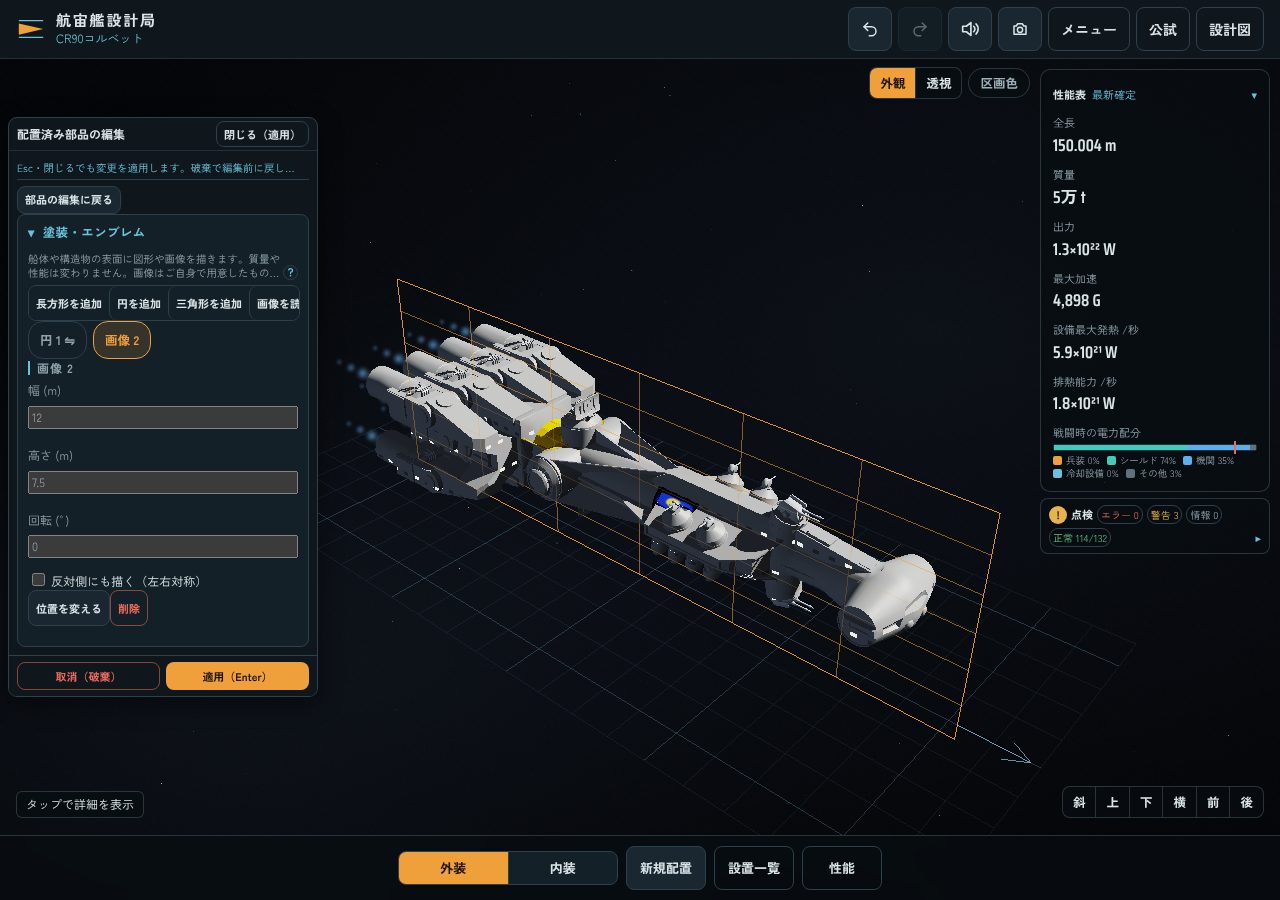 航宙艦設計局
CR90コルベット
メニュー
公試
設計図
外観
透視
区画色
配置済み部品の編集
閉じる（適用）
Esc・閉じるでも変更を適用します。破棄で編集前に戻し...
部品の編集に戻る
▼ 塗装・エンブレム
船体や構造物の表面に図形や画像を描きます。質量や
性能は変わりません。画像はご自身で用意したもの... ?
長方形を追加 円を追加 三角形を追加 画像を読
円 1 ⇋ 画像 2
画像 2
幅 (m)
12
高さ (m)
7.5
回転 (°)
0
反対側にも描く（左右対称）
位置を変える 削除
取消（破棄） 適用（Enter）
性能表 最新確定 ▼
全長
150.004 m
質量
5万 t
出力
1.3×10²² W
最大加速
4,898 G
設備最大発熱 /秒
5.9×10²¹ W
排熱能力 /秒
1.8×10²¹ W
戦闘時の電力配分
兵装 0% シールド 74% 機関 35%
冷却設備 0% その他 3%
! 点検 エラー 0 警告 3 情報 0
正常 114/132 ►
タップで詳細を表示
斜 上 下 横 前 後
外装 内装 新規配置 設置一覧 性能